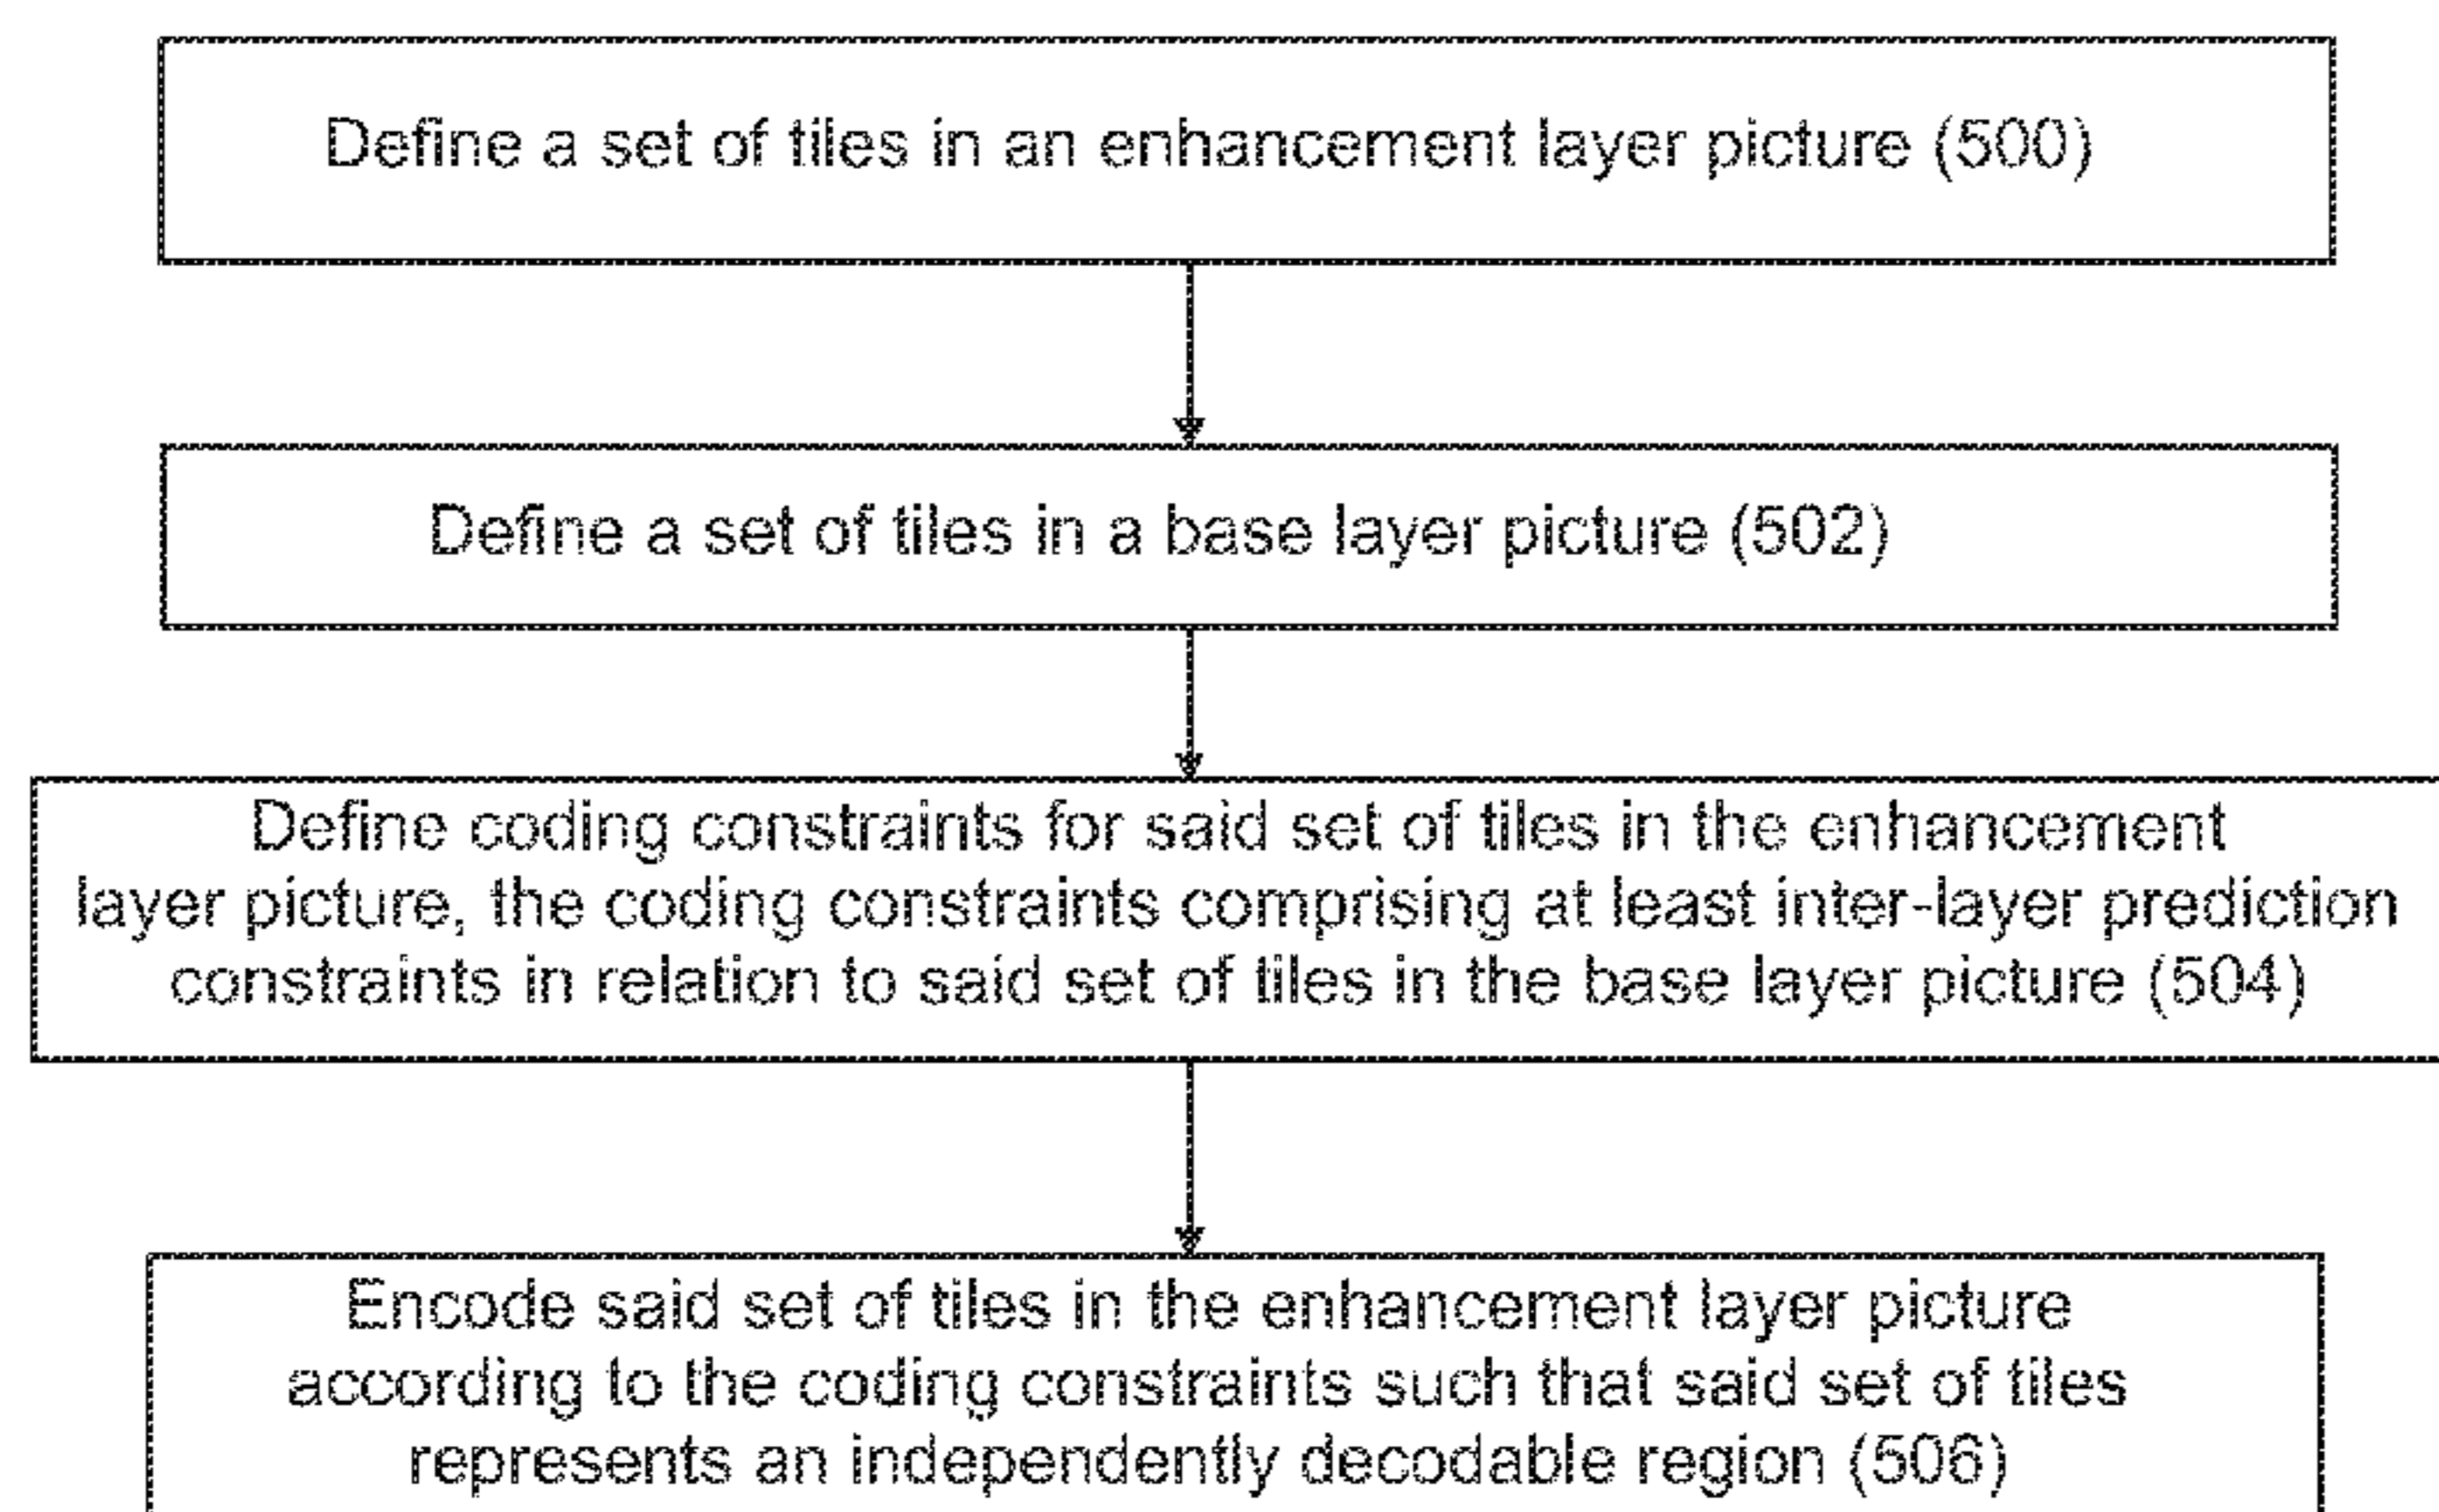 Define a set of tiles in an enhancement layer picture (500)
Define a set of tiles in a base layer picture (502)
Define coding constraints for said set of tiles in the enhancement
layer picture, the coding constraints comprising at least inter-layer prediction
constraints in relation to said set of tiles in the base layer picture (504)
Encode said set of tiles in the enhancement layer picture
according to the coding constraints such that said set of tiles
represents an independently decodable region (506)